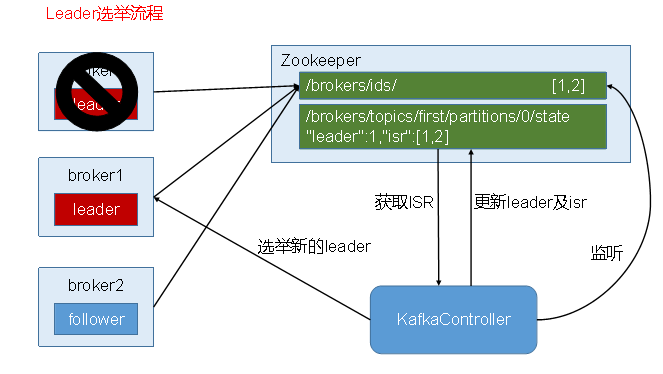 Leader选举流程
Zookeeper
/brokers/ids/ [1,2]
/brokers/topics/first/partitions/0/state
"leader":1,"isr":[1,2]
broker1
leader
broker2
follower
获取ISR
更新leader及isr
选举新的leader
监听
KafkaController